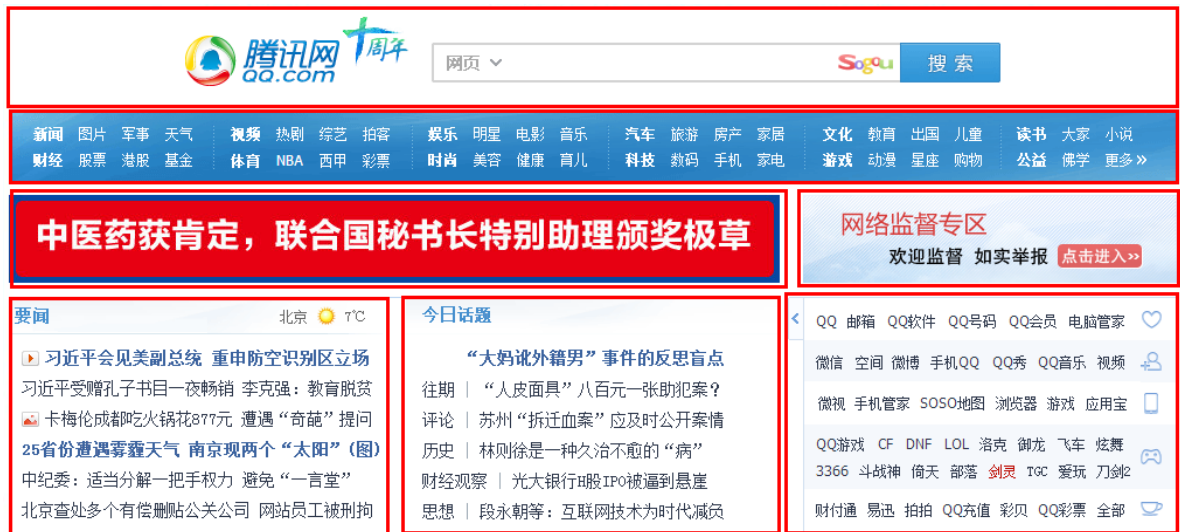 腾讯网 十周年
QQ.com
网页 Sogou 搜索
新闻 图片 军事 天气 视频 热剧 综艺 拍客 娱乐 明星 电影 音乐 汽车 旅游 房产 家居 文化 教育 出国 儿童 读书 大家 小说
财经 股票 港股 基金 体育 NBA 西甲 彩票 时尚 美容 健康 育儿 科技 数码 手机 家电 游戏 动漫 星座 购物 公益 佛学 更多 »
中医药获肯定，联合国秘书长特别助理颁奖极草
网络监督专区
欢迎监督 如实举报 点击进入>>
要闻 北京 7℃
习近平会见美副总统 重申防空识别区立场
习近平受赠孔子书目一夜畅销 李克强：教育脱贫
卡梅伦成都吃火锅花877元 遭遇“奇葩”提问
25省份遭遇雾霾天气 南京现两个“太阳”(图)
中纪委：适当分解一把手权力 避免“一言堂”
北京查处多个有偿删贴公关公司 网站员工被刑拘
今日话题
“大妈讹外籍男”事件的反思盲点
往期 | “人皮面具”八百元一张助犯案？
评论 | 苏州“拆迁血案”应及时公开案情
历史 | 林则徐是一种久治不愈的“病”
财经观察 | 光大银行H股IPO被逼到悬崖
思想 | 段永朝等：互联网技术为时代减负
QQ 邮箱 QQ软件 QQ号码 QQ会员 电脑管家
微信 空间 微博 手机QQ QQ秀 QQ音乐 视频
微视 手机管家 SOSO地图 浏览器 游戏 应用宝
QQ游戏 CF DNF LOL 洛克 御龙 飞车 炫舞
3366 斗战神 倚天 部落 剑灵 TGC 爱玩 刀剑2
财付通 易迅 拍拍 QQ充值 彩贝 QQ彩票 全部